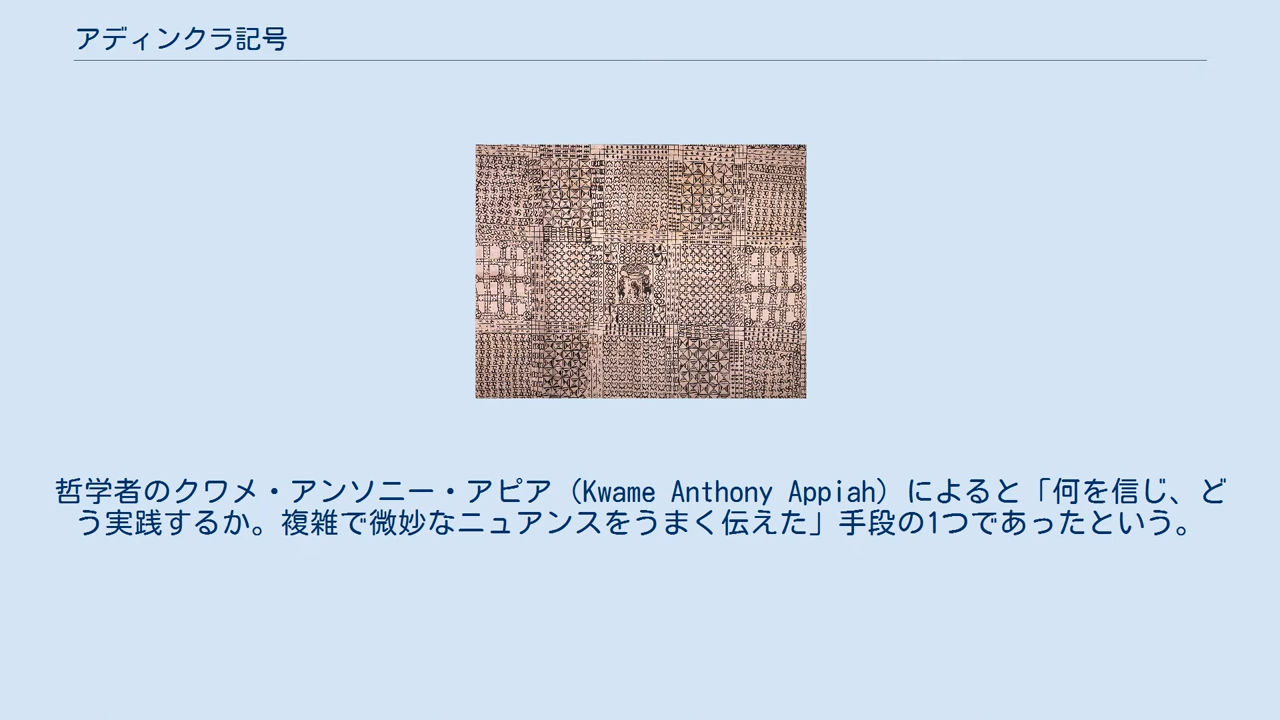 アディンクラ記号
哲学者のクワメ・アンソニー・アピア（Kwame Anthony Appiah）によると「何を信じ、ど
う実践するか。複雑で微妙なニュアンスをうまく伝えた」手段の1つであったという。